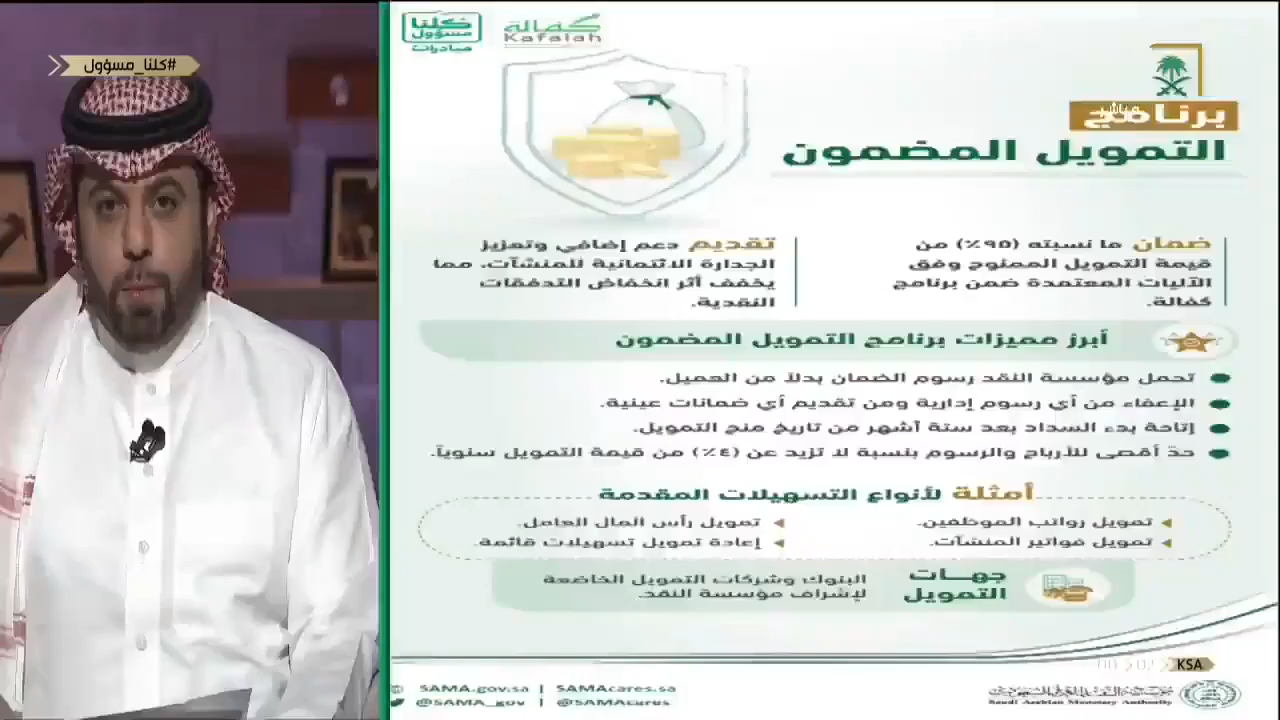 #كلنا_مسؤول
كلنا
مسؤول
مبادرات
كفالة
Kafalah
مباشر
برنامج
التمويل المضمون
ضمان ما نسبته (٩٥٪) من
قيمة التمويل الممنوح وفق
الآليات المعتمدة ضمن برنامج
كفالة.
تقديم دعم إضافي وتعزيز
الجدارة الائتمانية للمنشآت، مما
يخفف أثر انخفاض التدفقات
النقدية.
أبرز مميزات برنامج التمويل المضمون
تحمل مؤسسة النقد رسوم الضمان بدلاً من العميل.
الإعفاء من أي رسوم إدارية ومن تقديم أي ضمانات عينية.
إتاحة بدء السداد بعد ستة أشهر من تاريخ منح التمويل.
حدّ أقصى للأرباح والرسوم بنسبة لا تزيد عن (٤٪) من قيمة التمويل سنوياً.
أمثلة لأنواع التسهيلات المقدمة
تمويل رواتب الموظفين.
تمويل رأس المال العامل.
تمويل فواتير المنشآت.
إعادة تمويل تسهيلات قائمة.
جهات
التمويل
البنوك وشركات التمويل الخاضعة
لإشراف مؤسسة النقد.
KSA
SAMA.gov.sa | SAMAcares.sa
@SAMA_gov | @SAMAcares
مؤسسة النقد العربي السعودي
Saudi Arabian Monetary Authority